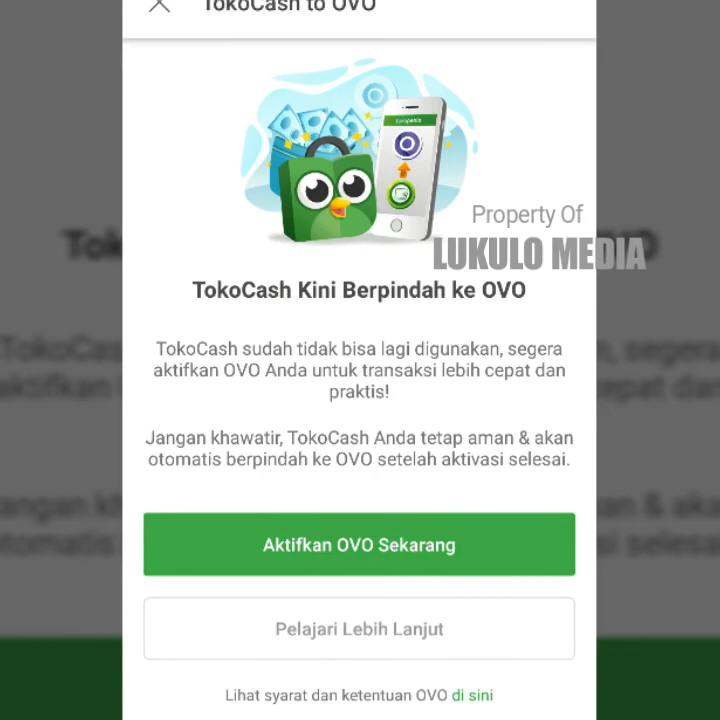 TokoCash to OVO
Property Of
LUKULO MEDIA
TokoCash Kini Berpindah ke OVO
TokoCash sudah tidak bisa lagi digunakan, segera
aktifkan OVO Anda untuk transaksi lebih cepat dan
praktis!
Jangan khawatir, TokoCash Anda tetap aman & akan
otomatis berpindah ke OVO setelah aktivasi selesai.
Aktifkan OVO Sekarang
Pelajari Lebih Lanjut
Lihat syarat dan ketentuan OVO di sini